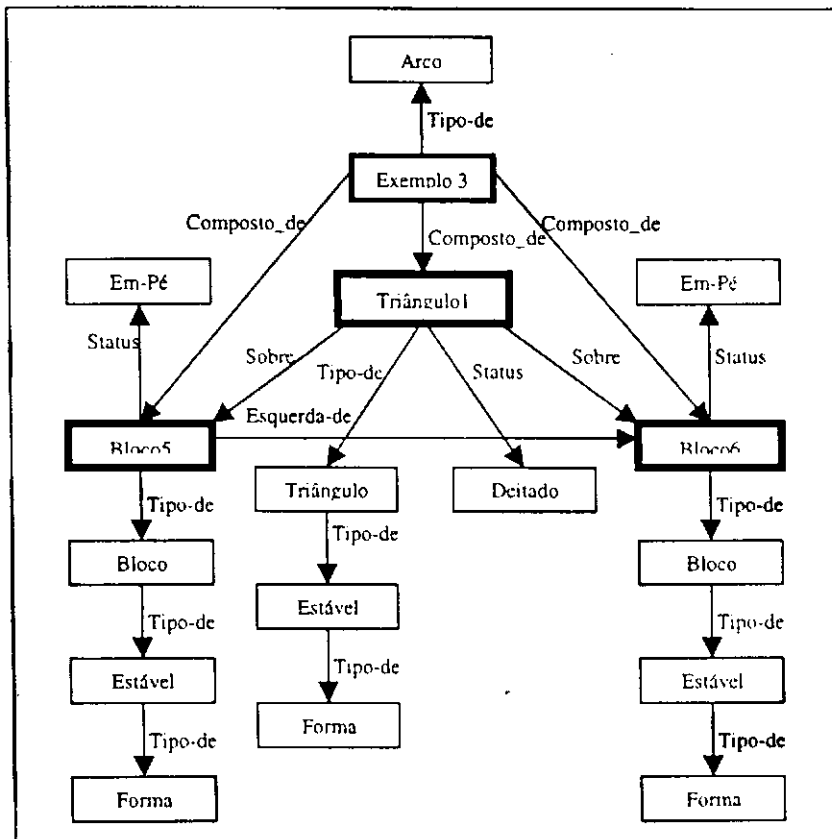 Arco
Tipo-de
Exemplo 3
Composto_de
Composto_de
Composto_de
Em-Pé
Triângulo1
Em-Pé
Status
Sobre
Tipo-de
Status
Sobre
Status
Esquerda-de
Bloco5
Bloco6
Tipo-de
Triângulo
Deitado
Tipo-de
Tipo-de
Bloco
Bloco
Estável
Tipo-de
Tipo-de
Tipo-de
Estável
Estável
Forma
Tipo-de
Tipo-de
Forma
Forma